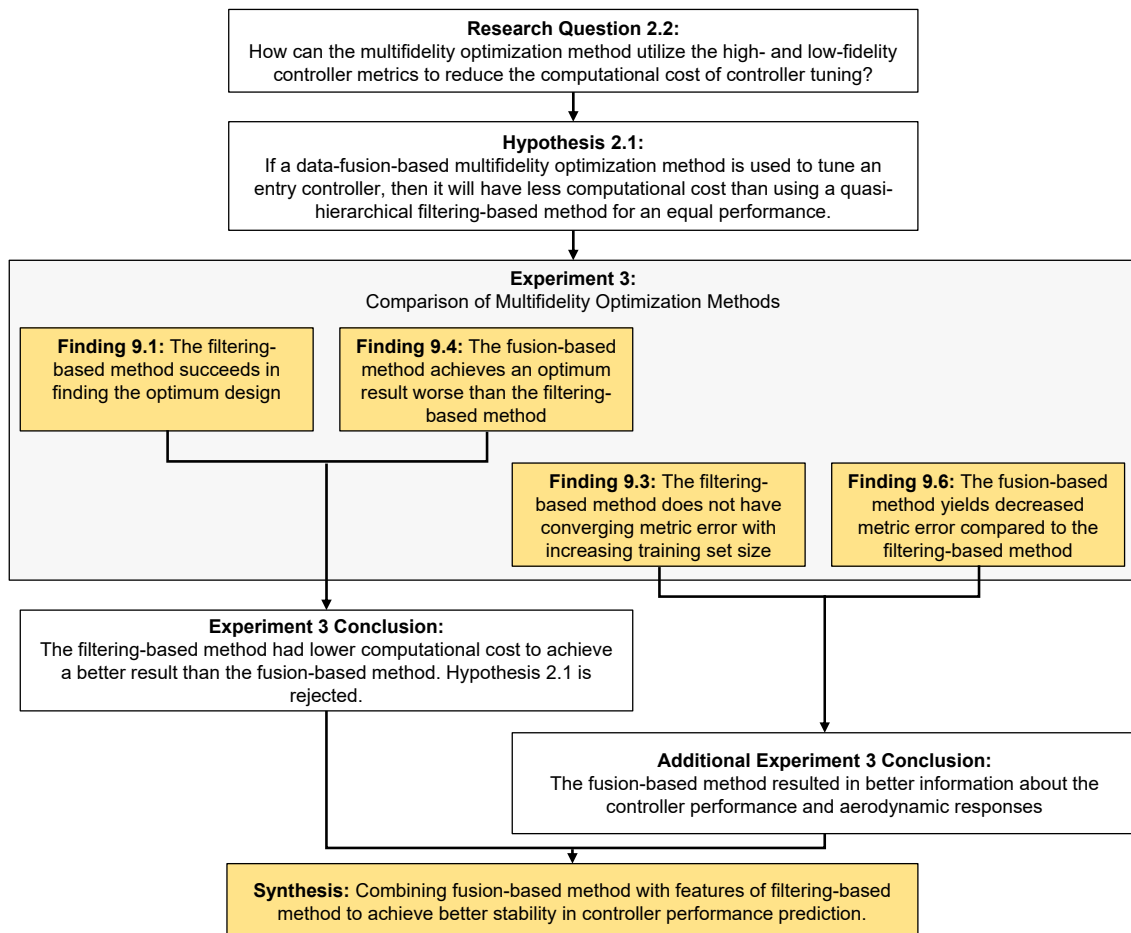 Research Question 2.2:
How can the multifidelity optimization method utilize the high- and low-fidelity
controller metrics to reduce the computational cost of controller tuning?
Hypothesis 2.1:
If a data-fusion-based multifidelity optimization method is used to tune an
entry controller, then it will have less computational cost than using a quasi-
hierarchical filtering-based method for an equal performance.
Experiment 3:
Comparison of Multifidelity Optimization Methods
Finding 9.1: The filtering-
based method succeeds in
finding the optimum design
Finding 9.4: The fusion-based
method achieves an optimum
result worse than the filtering-
based method
Finding 9.3: The filtering-
based method does not have
converging metric error with
increasing training set size
Finding 9.6: The fusion-based
method yields decreased
metric error compared to the
filtering-based method
Experiment 3 Conclusion:
The filtering-based method had lower computational cost to achieve
a better result than the fusion-based method. Hypothesis 2.1 is
rejected.
Additional Experiment 3 Conclusion:
The fusion-based method resulted in better information about the
controller performance and aerodynamic responses
Synthesis: Combining fusion-based method with features of filtering-based
method to achieve better stability in controller performance prediction.